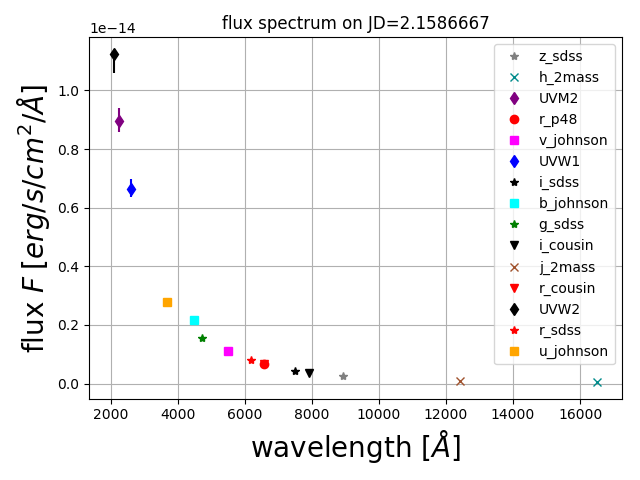 flux spectrum on JD=2.1586667
1e−14
flux F [erg/s/cm²/Å]
1.0
0.8
0.6
0.4
0.2
0.0
z_sdss
h_2mass
UVM2
r_p48
v_johnson
UVW1
i_sdss
b_johnson
g_sdss
i_cousin
j_2mass
r_cousin
UVW2
r_sdss
u_johnson
2000 4000 6000 8000 10000 12000 14000 16000
wavelength [Å]